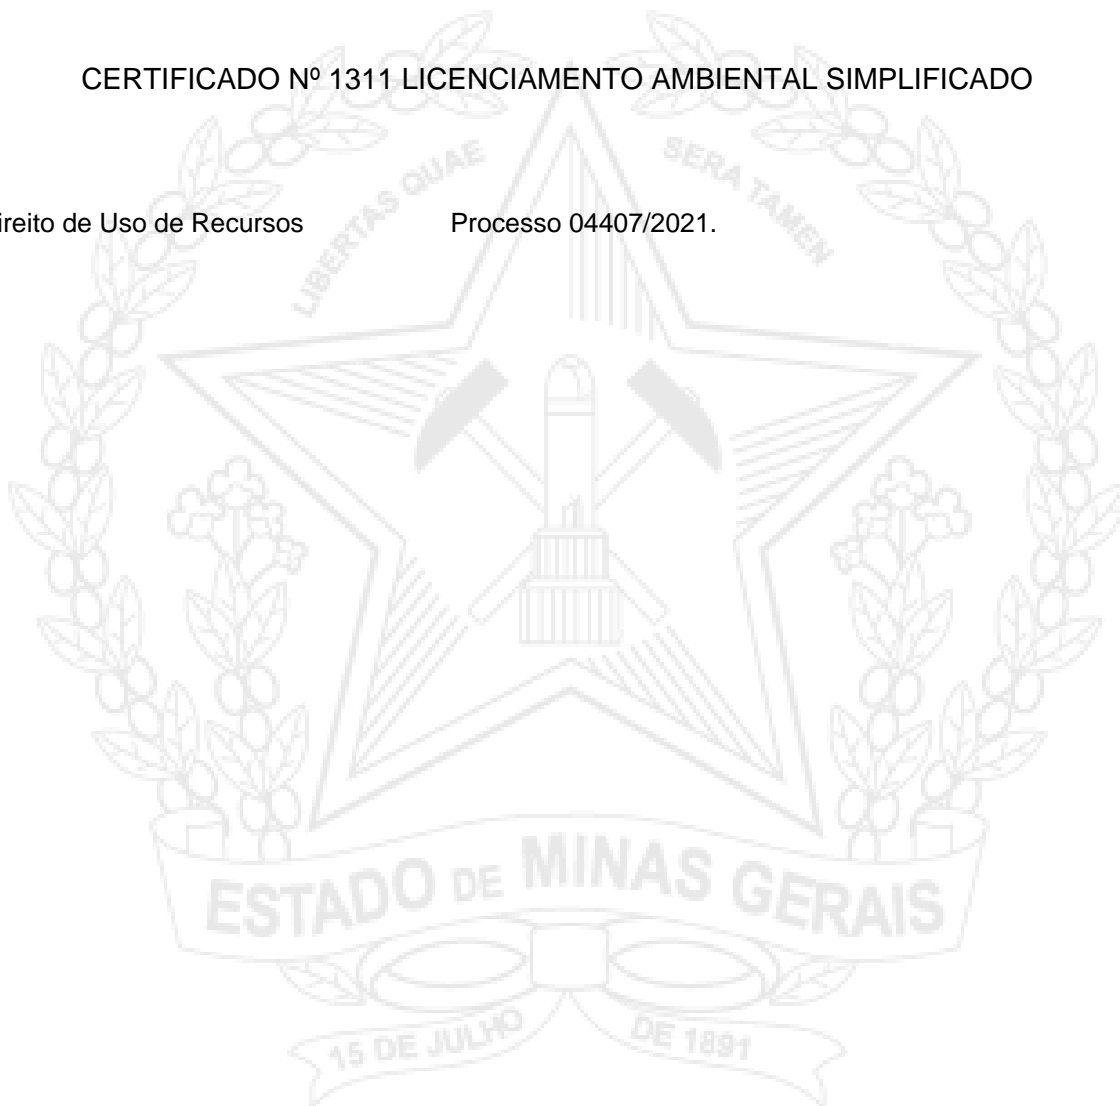 CERTIFICADO Nº 1311 LICENCIAMENTO AMBIENTAL SIMPLIFICADO
LIBERTAS QUAE SERA TAMEN
ireito de Uso de Recursos Processo 04407/2021.
ESTADO DE MINAS GERAIS
15 DE JULHO DE 1891